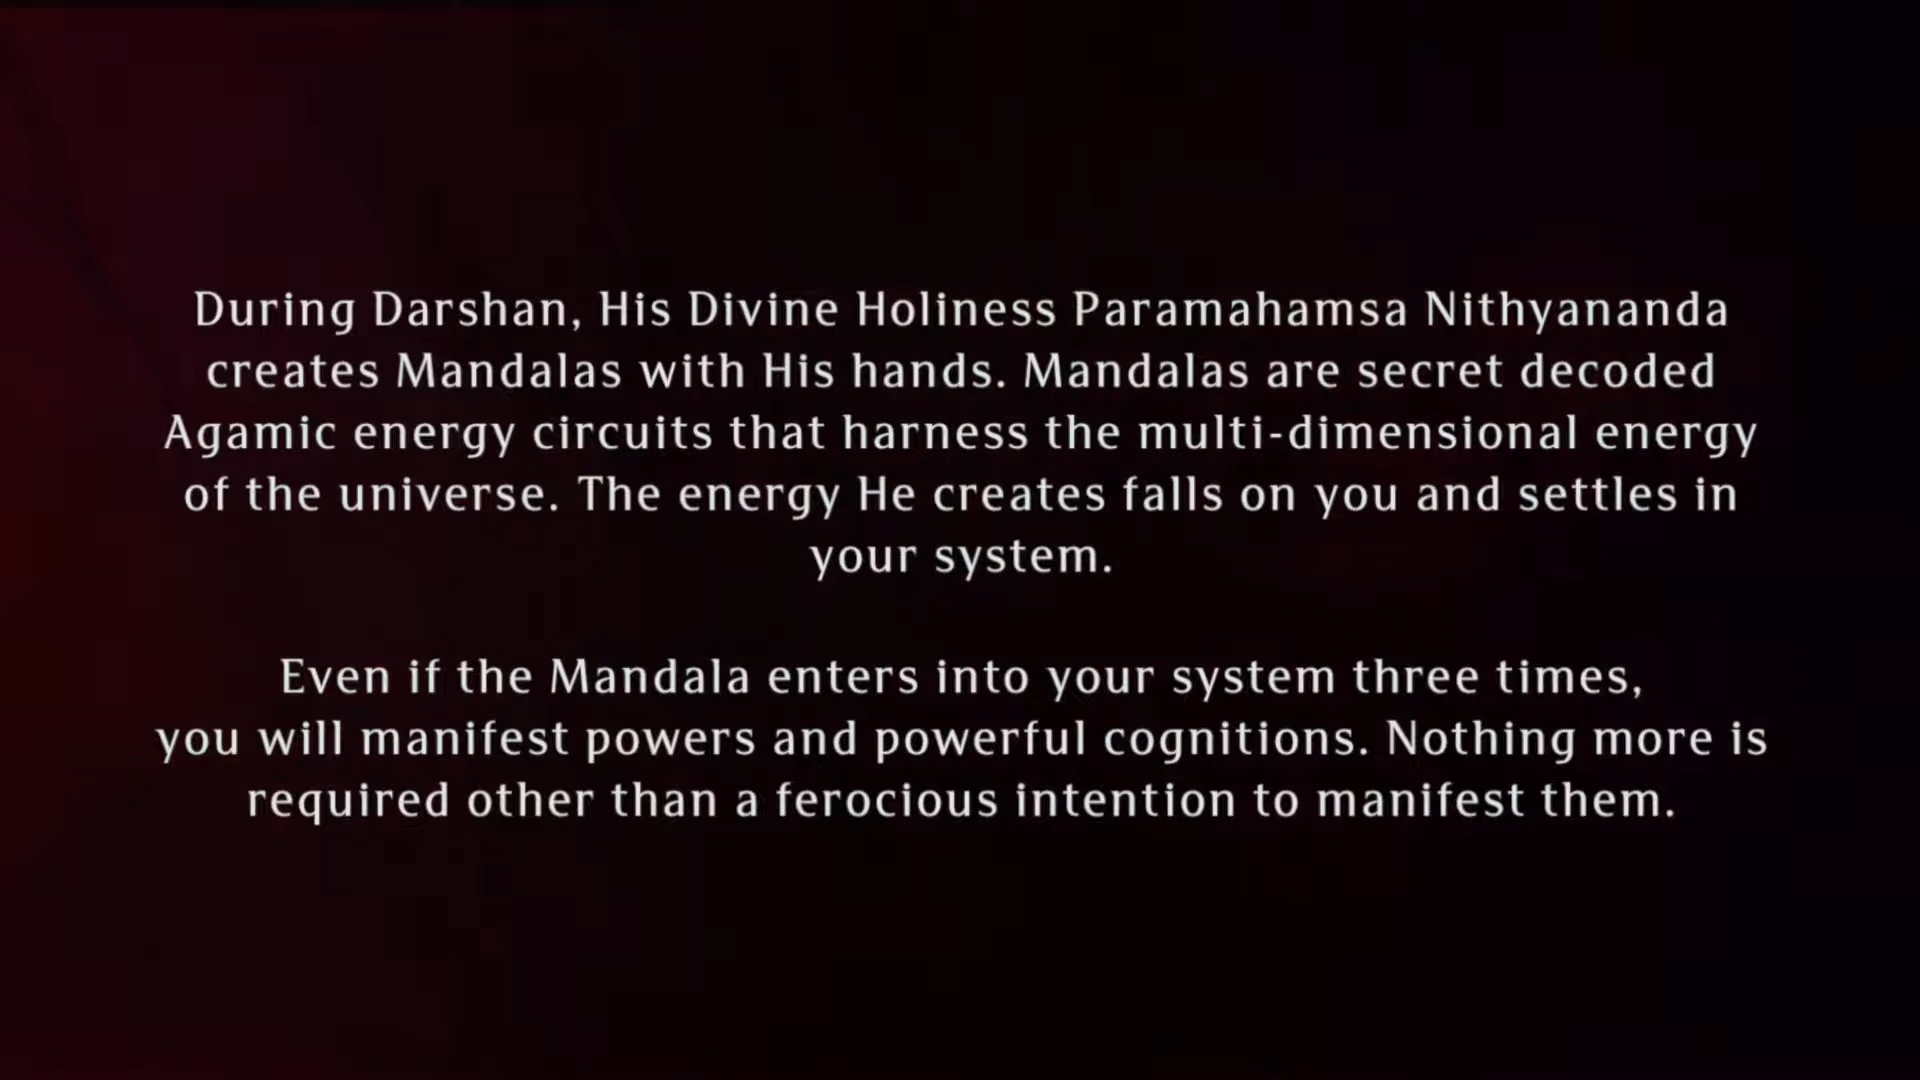 During Darshan, His Divine Holiness Paramahamsa Nithyananda
creates Mandalas with His hands. Mandalas are secret decoded
Agamic energy circuits that harness the multi-dimensional energy
of the universe. The energy He creates falls on you and settles in
your system.
Even if the Mandala enters into your system three times,
you will manifest powers and powerful cognitions. Nothing more is
required other than a ferocious intention to manifest them.